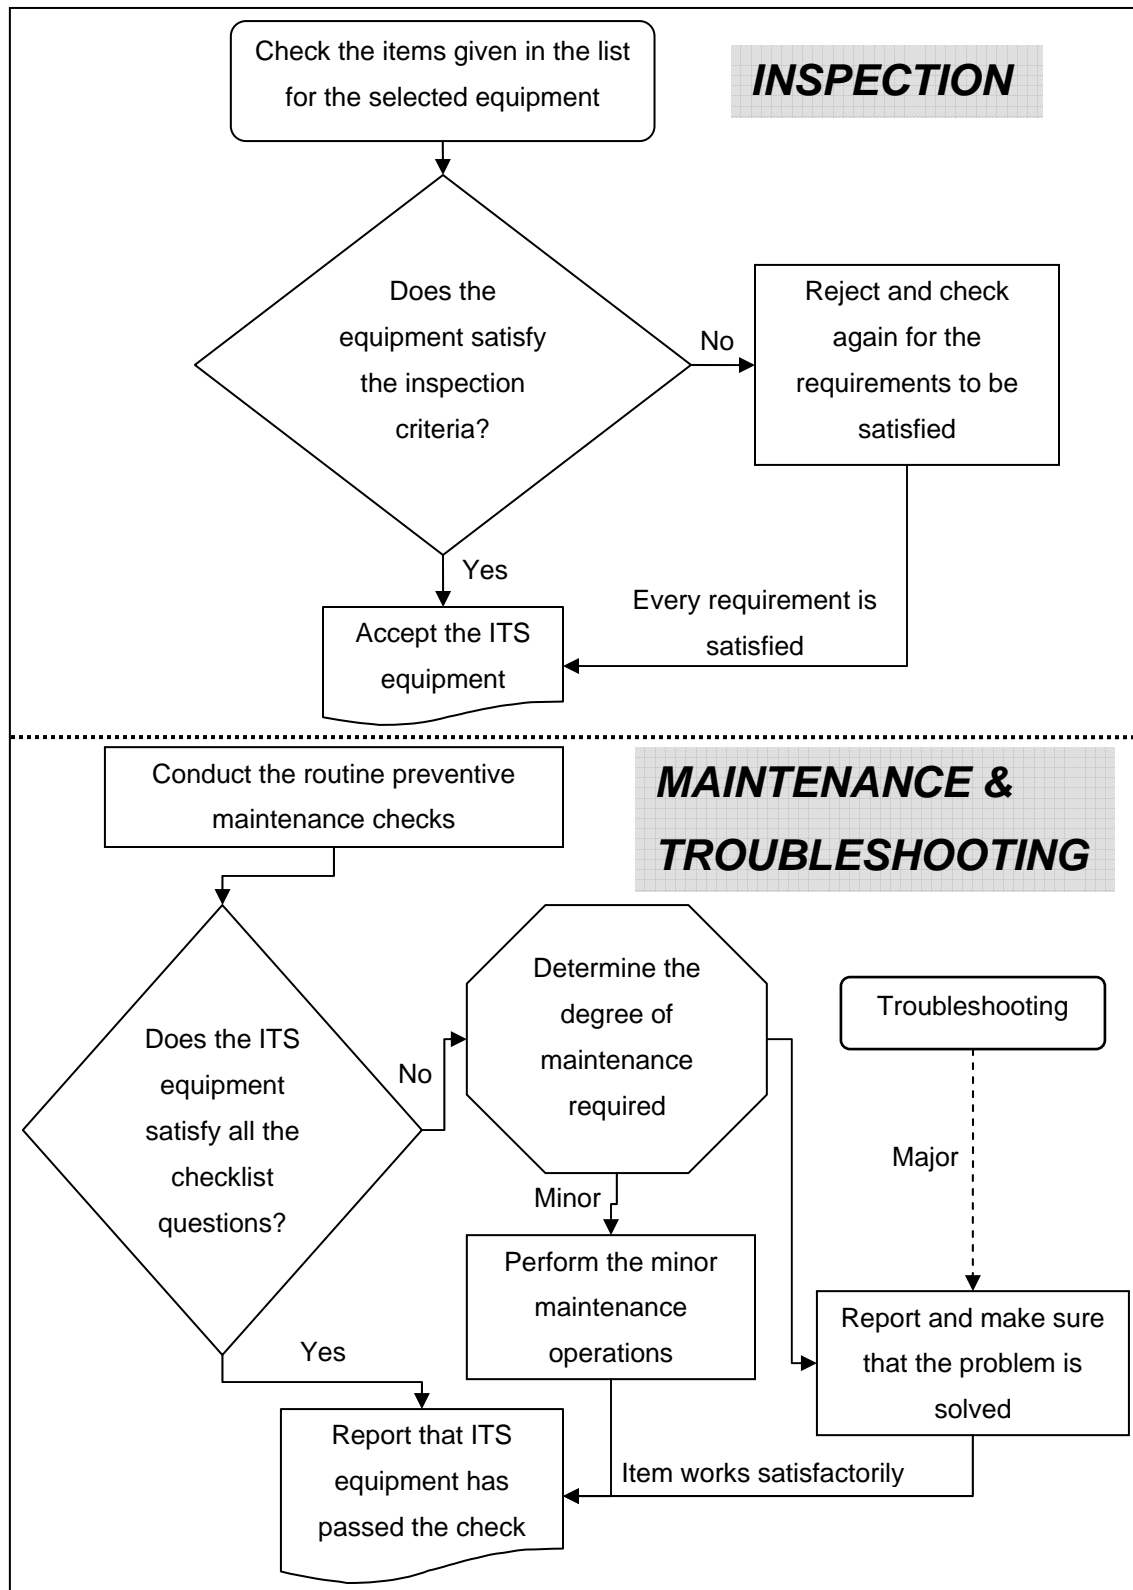 Check the items given in the list
for the selected equipment
INSPECTION
Does the
equipment satisfy
the inspection
criteria?
No
Reject and check
again for the
requirements to be
satisfied
Yes
Every requirement is
satisfied
Accept the ITS
equipment
Conduct the routine preventive
maintenance checks
MAINTENANCE &
TROUBLESHOOTING
Does the ITS
equipment
satisfy all the
checklist
questions?
No
Determine the
degree of
maintenance
required
Troubleshooting
Major
Minor
Perform the minor
maintenance
operations
Report and make sure
that the problem is
solved
Yes
Report that ITS
equipment has
passed the check
Item works satisfactorily